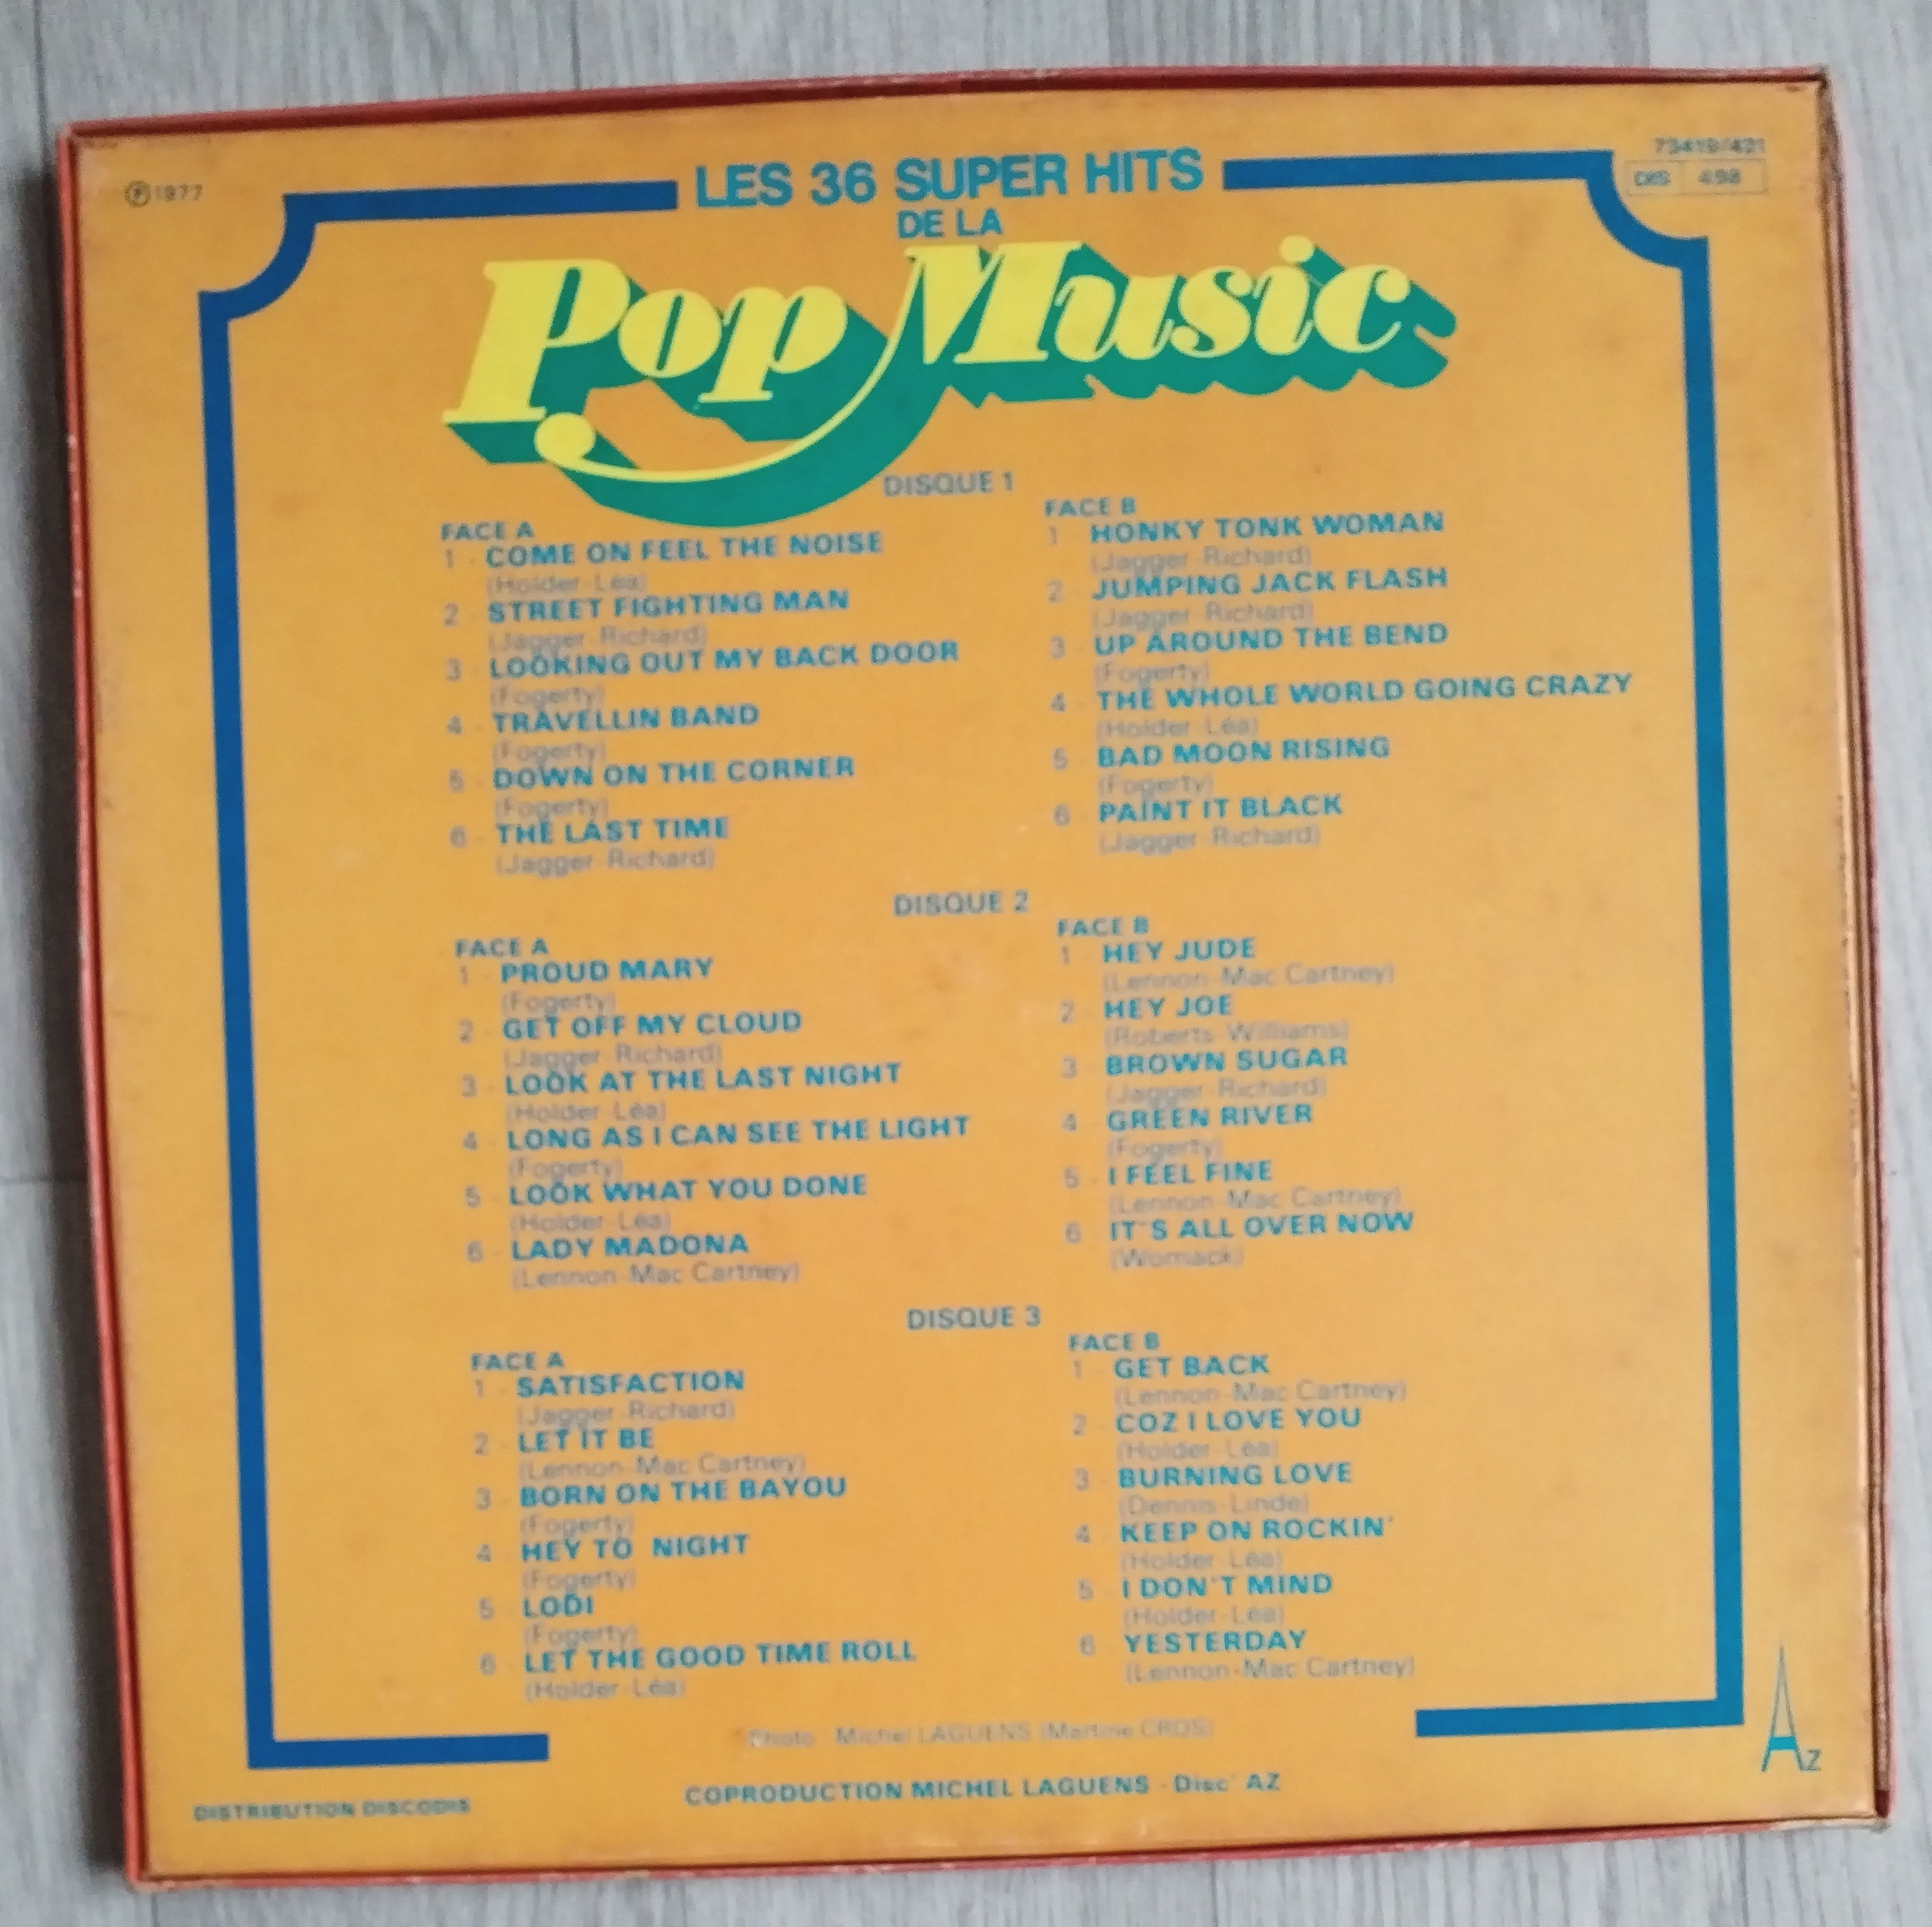 ℗ 1977
73419/421
DIS 498
LES 36 SUPER HITS
DE LA
Pop Music
DISQUE 1
FACE A
1 - COME ON FEEL THE NOISE
(Holder-Léa)
2 - STREET FIGHTING MAN
(Jagger-Richard)
3 - LOOKING OUT MY BACK DOOR
(Fogerty)
4 - TRAVELLIN BAND
(Fogerty)
5 - DOWN ON THE CORNER
(Fogerty)
6 - THE LAST TIME
(Jagger-Richard)
FACE B
1 - HONKY TONK WOMAN
(Jagger-Richard)
2 - JUMPING JACK FLASH
(Jagger-Richard)
3 - UP AROUND THE BEND
(Fogerty)
4 - THE WHOLE WORLD GOING CRAZY
(Holder-Léa)
5 - BAD MOON RISING
(Fogerty)
6 - PAINT IT BLACK
(Jagger-Richard)
DISQUE 2
FACE A
1 - PROUD MARY
(Fogerty)
2 - GET OFF MY CLOUD
(Jagger-Richard)
3 - LOOK AT THE LAST NIGHT
(Holder-Léa)
4 - LONG AS I CAN SEE THE LIGHT
(Fogerty)
5 - LOOK WHAT YOU DONE
(Holder-Léa)
6 - LADY MADONA
(Lennon-Mac Cartney)
FACE B
1 - HEY JUDE
(Lennon-Mac Cartney)
2 - HEY JOE
(Roberts-Williams)
3 - BROWN SUGAR
(Jagger-Richard)
4 - GREEN RIVER
(Fogerty)
5 - I FEEL FINE
(Lennon-Mac Cartney)
6 - IT'S ALL OVER NOW
(Womack)
DISQUE 3
FACE A
1 - SATISFACTION
(Jagger-Richard)
2 - LET IT BE
(Lennon-Mac Cartney)
3 - BORN ON THE BAYOU
(Fogerty)
4 - HEY TO NIGHT
(Fogerty)
5 - LODI
(Fogerty)
6 - LET THE GOOD TIME ROLL
(Holder-Léa)
FACE B
1 - GET BACK
(Lennon-Mac Cartney)
2 - COZ I LOVE YOU
(Holder-Léa)
3 - BURNING LOVE
(Dennis-Linde)
4 - KEEP ON ROCKIN'
(Holder-Léa)
5 - I DON'T MIND
(Holder-Léa)
6 - YESTERDAY
(Lennon-Mac Cartney)
Photo : Michel LAGUENS (Martine CROS)
COPRODUCTION MICHEL LAGUENS - Disc' AZ
DISTRIBUTION DISCODIS
AZ